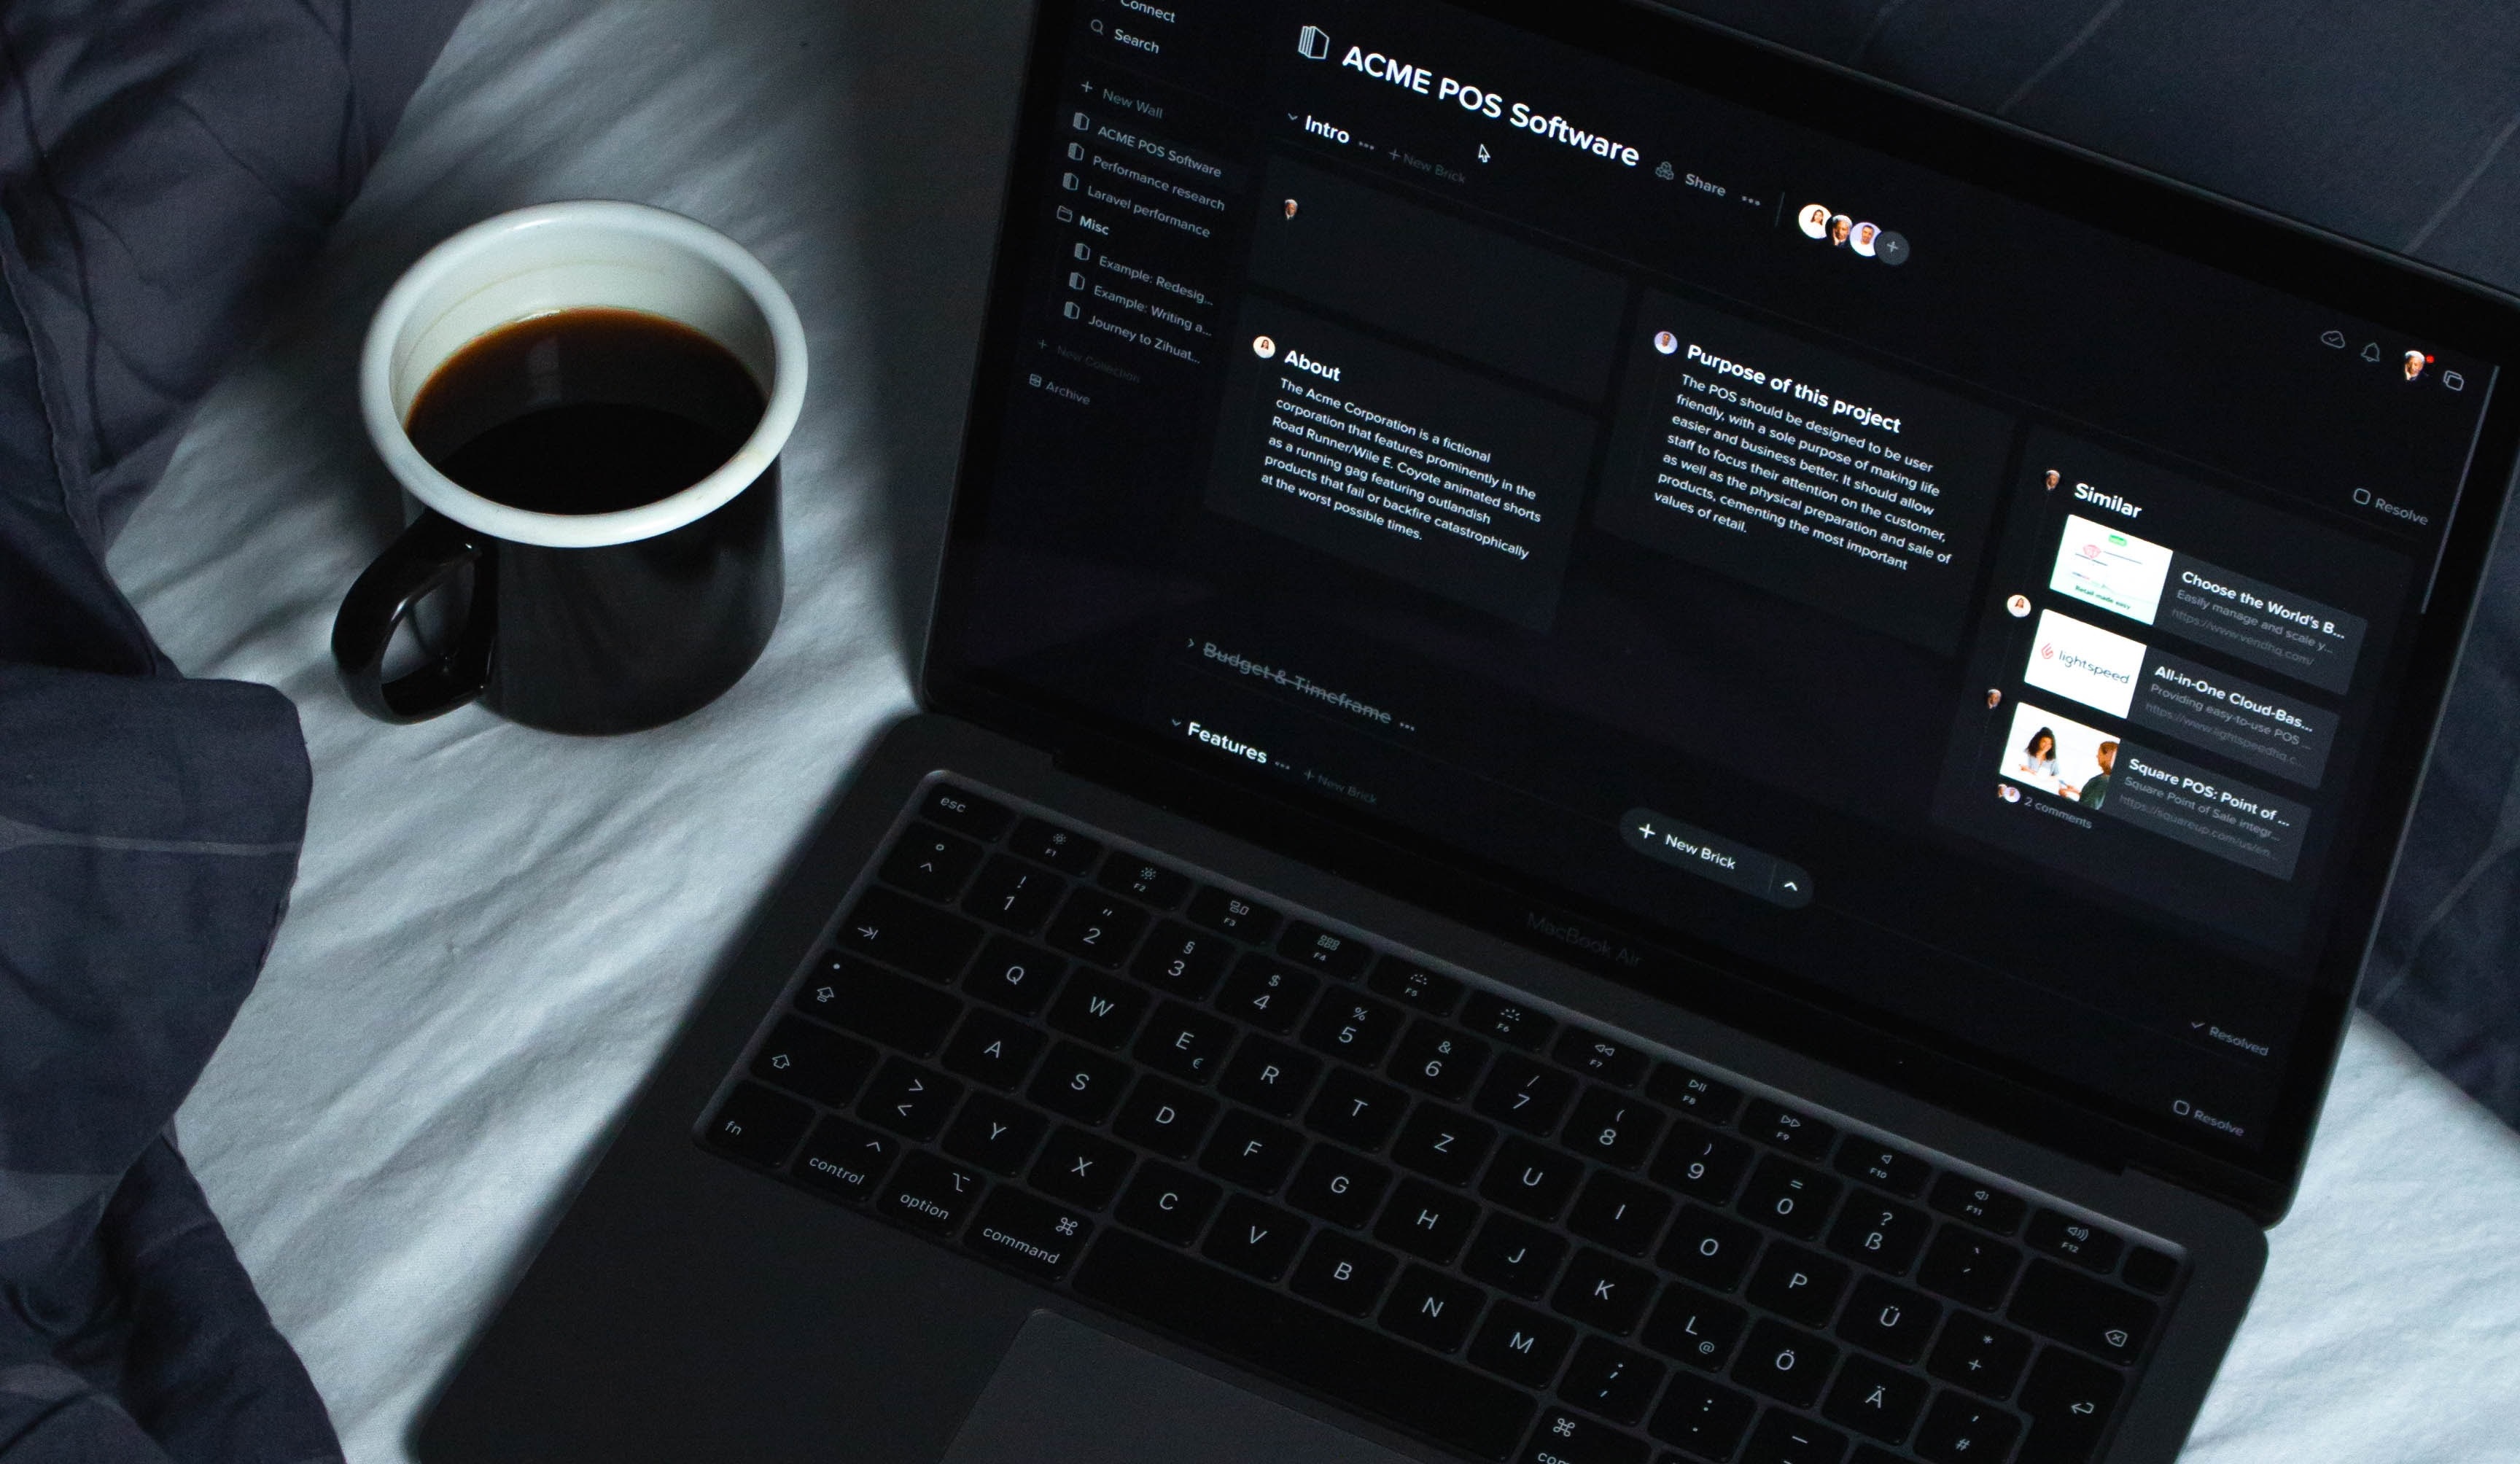 Connect
Search
+ New Wall
ACME POS Software
Performance research
Laravel performance
Misc
Example: Redesig...
Example: Writing a...
Journey to Zihuat...
+ New Collection
Archive
ACME POS Software
Share ...
+
Intro ... + New Brick
About
The Acme Corporation is a fictional
corporation that features prominently in the
Road Runner/Wile E. Coyote animated shorts
as a running gag featuring outlandish
products that fail or backfire catastrophically
at the worst possible times.
Purpose of this project
The POS should be designed to be user
friendly, with a sole purpose of making life
easier and business better. It should allow
staff to focus their attention on the customer,
as well as the physical preparation and sale of
products, cementing the most important
values of retail.
Resolve
Similar
Retail made easy
Choose the World's B...
Easily manage and scale y...
https://www.vendhq.com/
lightspeed
All-in-One Cloud-Bas...
Providing easy-to-use POS ...
https://www.lightspeedhq.c...
Square POS: Point of ...
Square Point of Sale integr...
https://squareup.com/us/en...
2 comments
Budget & Timeframe ...
Resolved
Features ... + New Brick
Resolve
+ New Brick
MacBook Air
esc F1 F2 F3 F4 F5 F6 F7 F8 F9 F10 F11 F12
° ! " § $ % & / ( ) = ? `
^ 1 2 3 4 5 6 7 8 9 0 ß ´
Q W E € R T Z U I O P Ü * +
A S D F G H J K L @ Ö Ä ' #
> < Y X C V B N M ; , : . _
fn control option command